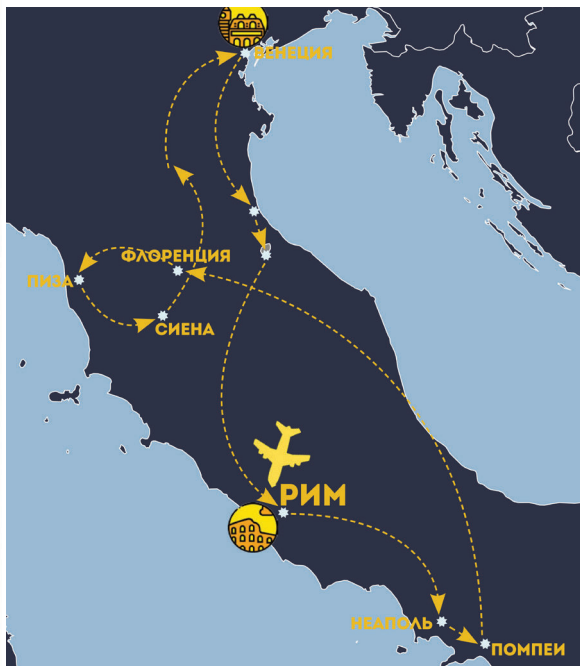 ВЕНЕЦИЯ
ФЛОРЕНЦИЯ
ПИЗА
СИЕНА
РИМ
НЕАПОЛЬ
ПОМПЕИ